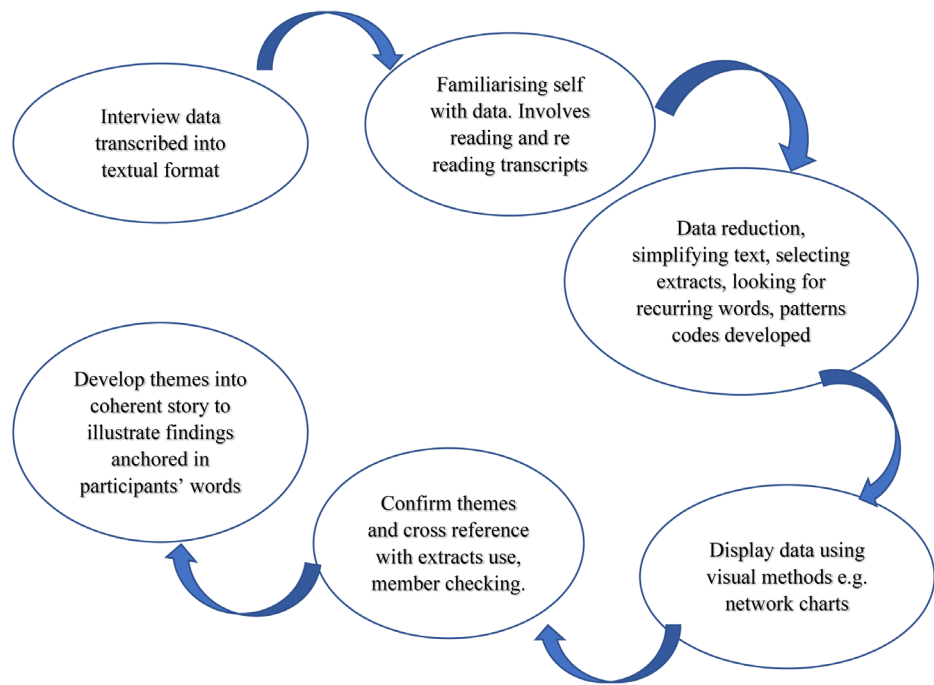 Interview data
transcribed into
textual format
Familiarising self
with data. Involves
reading and re
reading transcripts
Data reduction,
simplifying text, selecting
extracts, looking for
recurring words, patterns
codes developed
Display data using
visual methods e.g.
network charts
Confirm themes
and cross reference
with extracts use,
member checking.
Develop themes into
coherent story to
illustrate findings
anchored in
participants’ words